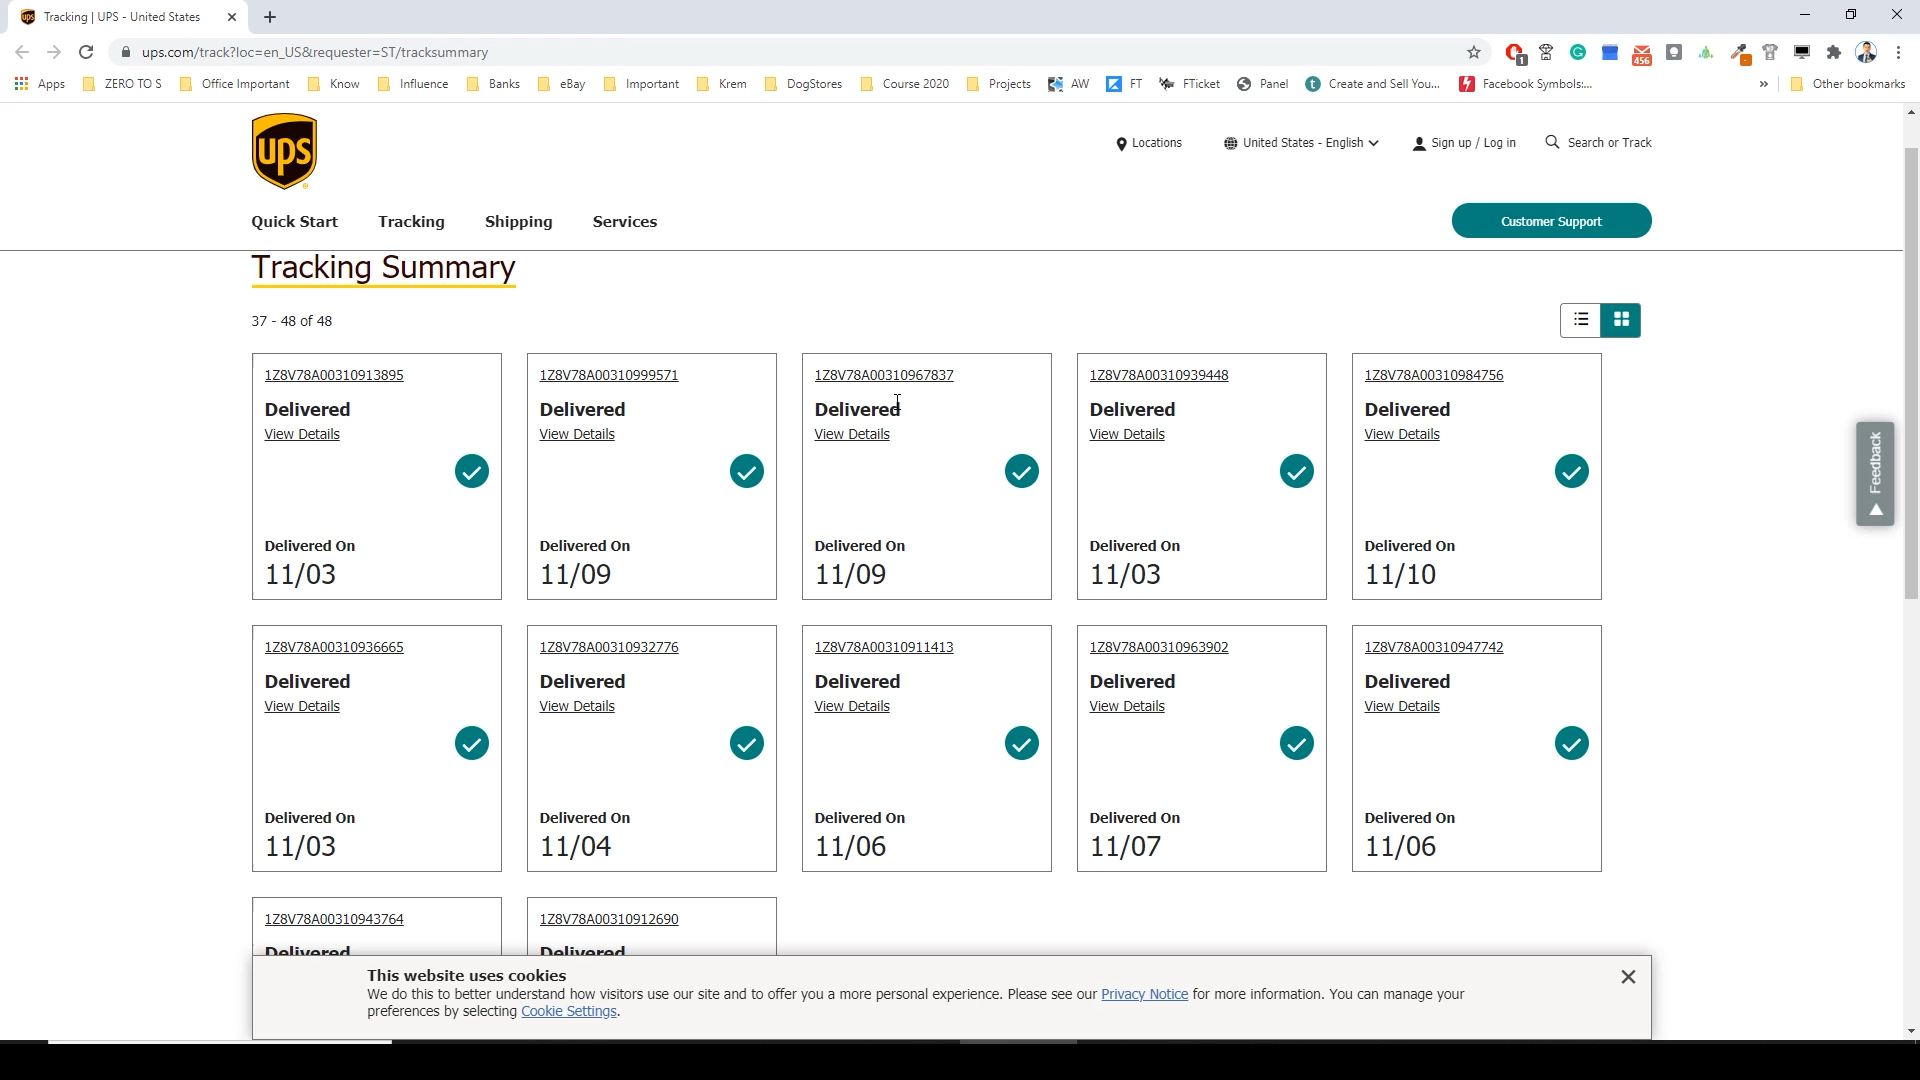 Tracking | UPS - United States
ups.com/track?loc=en_US&requester=ST/tracksummary
1
456
Apps ZERO TO S Office Important Know Influence Banks eBay Important Krem DogStores Course 2020 Projects AW FT FTicket Panel Create and Sell You... Facebook Symbols:... » Other bookmarks
ups
Locations United States - English Sign up / Log in Search or Track
Quick Start Tracking Shipping Services Customer Support
Tracking Summary
37 - 48 of 48
1Z8V78A00310913895 1Z8V78A00310999571 1Z8V78A00310967837 1Z8V78A00310939448 1Z8V78A00310984756
Delivered Delivered Delivered Delivered Delivered
View Details View Details View Details View Details View Details
Feedback
Delivered On Delivered On Delivered On Delivered On Delivered On
11/03 11/09 11/09 11/03 11/10
1Z8V78A00310936665 1Z8V78A00310932776 1Z8V78A00310911413 1Z8V78A00310963902 1Z8V78A00310947742
Delivered Delivered Delivered Delivered Delivered
View Details View Details View Details View Details View Details
Delivered On Delivered On Delivered On Delivered On Delivered On
11/03 11/04 11/06 11/07 11/06
1Z8V78A00310943764 1Z8V78A00310912690
Delivered Delivered
This website uses cookies
We do this to better understand how visitors use our site and to offer you a more personal experience. Please see our Privacy Notice for more information. You can manage your
preferences by selecting Cookie Settings.